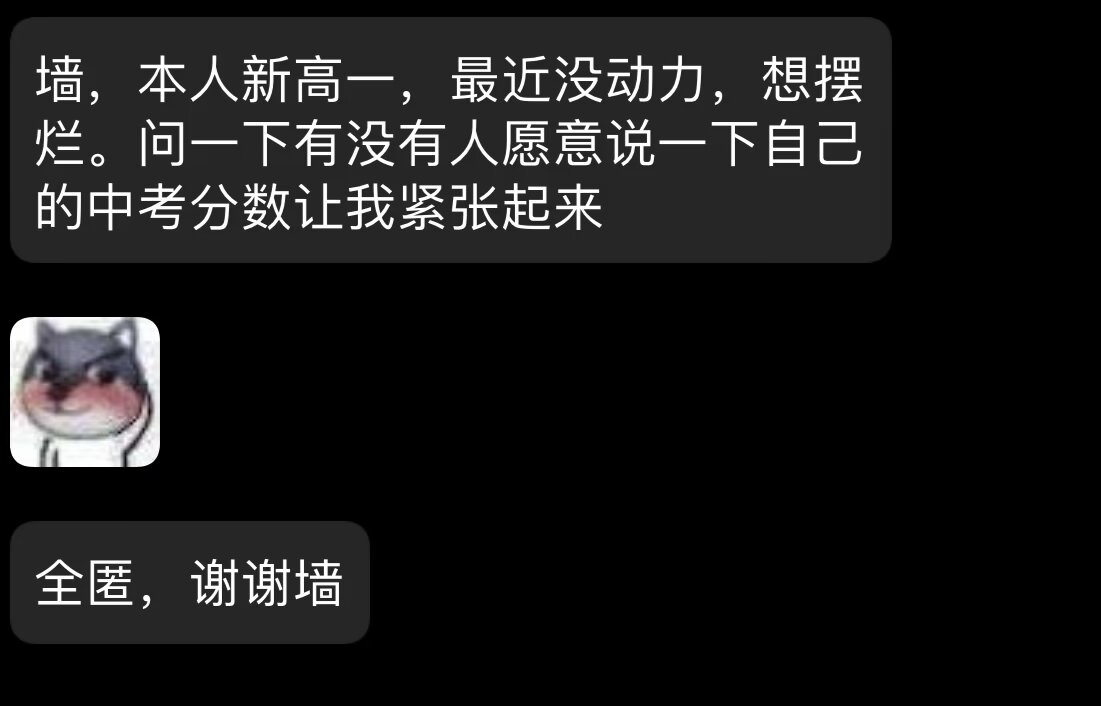 墙，本人新高一，最近没动力，想摆
烂。问一下有没有人愿意说一下自己
的中考分数让我紧张起来
全匿，谢谢墙